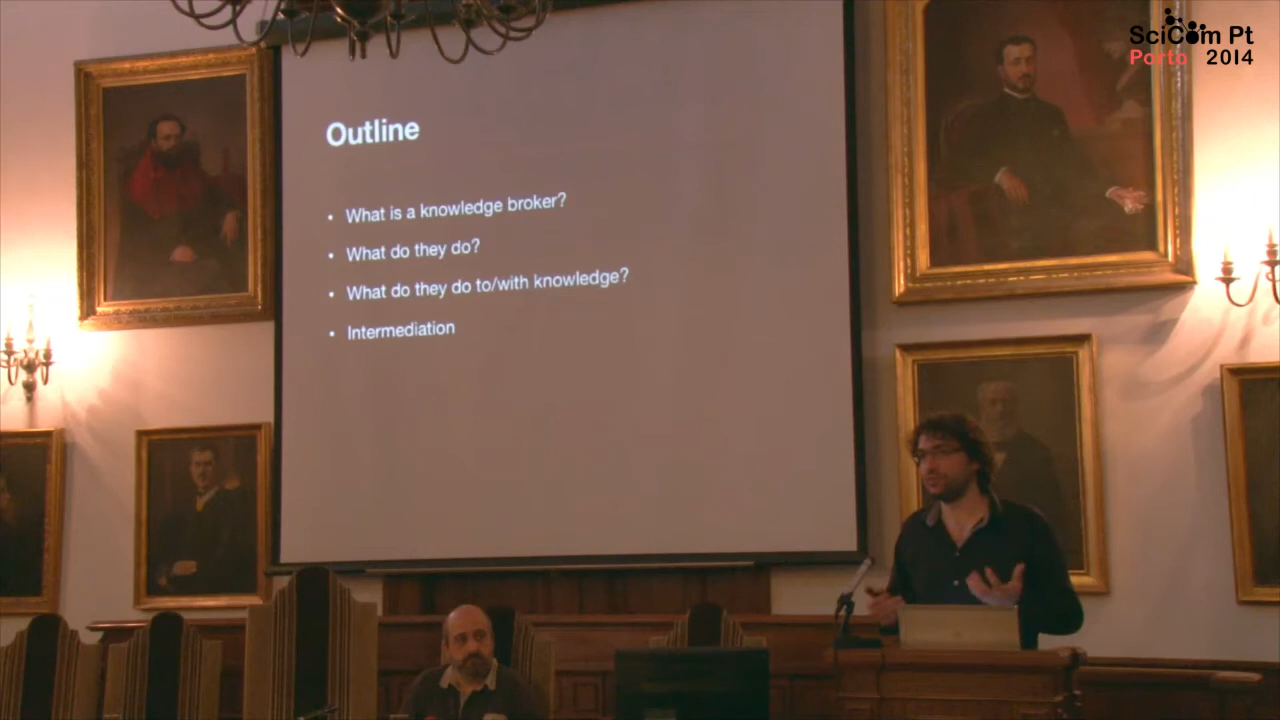 SciCom Pt
Porto 2014
Outline
• What is a knowledge broker?
• What do they do?
• What do they do to/with knowledge?
• Intermediation